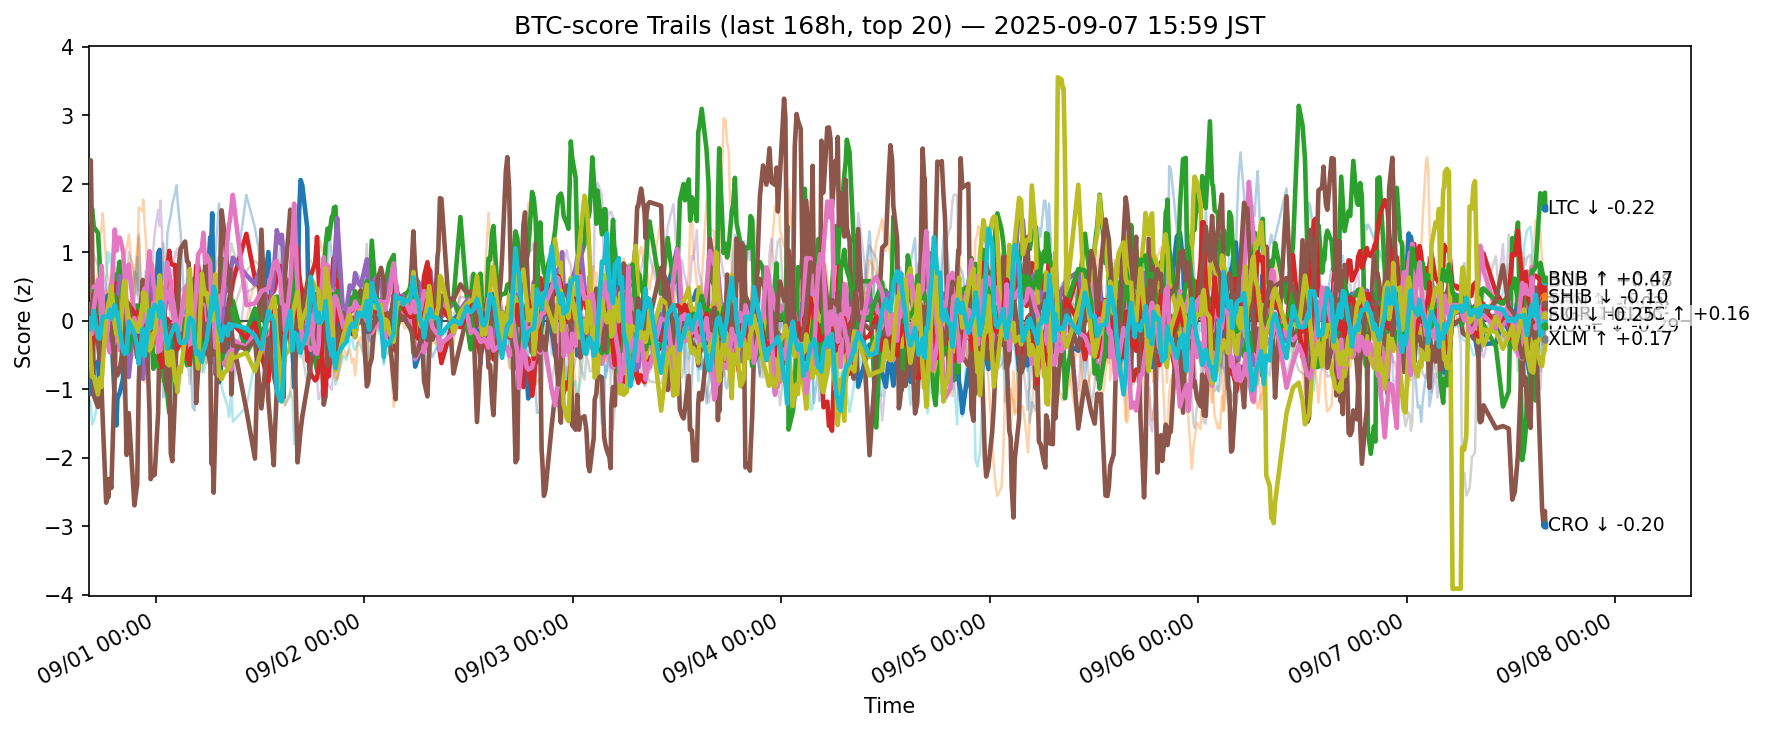 BTC-score Trails (last 168h, top 20) — 2025-09-07 15:59 JST
Score (z)
4
3
2
1
0
−1
−2
−3
−4
LTC ↓ -0.22
BNB ↑ +0.47
SHIB ↓ -0.10
SUI ↓ -0.25
↑ +0.16
DOGE ↓ -0.29
XLM ↑ +0.17
CRO ↓ -0.20
09/01 00:00
09/02 00:00
09/03 00:00
09/04 00:00
09/05 00:00
09/06 00:00
09/07 00:00
09/08 00:00
Time